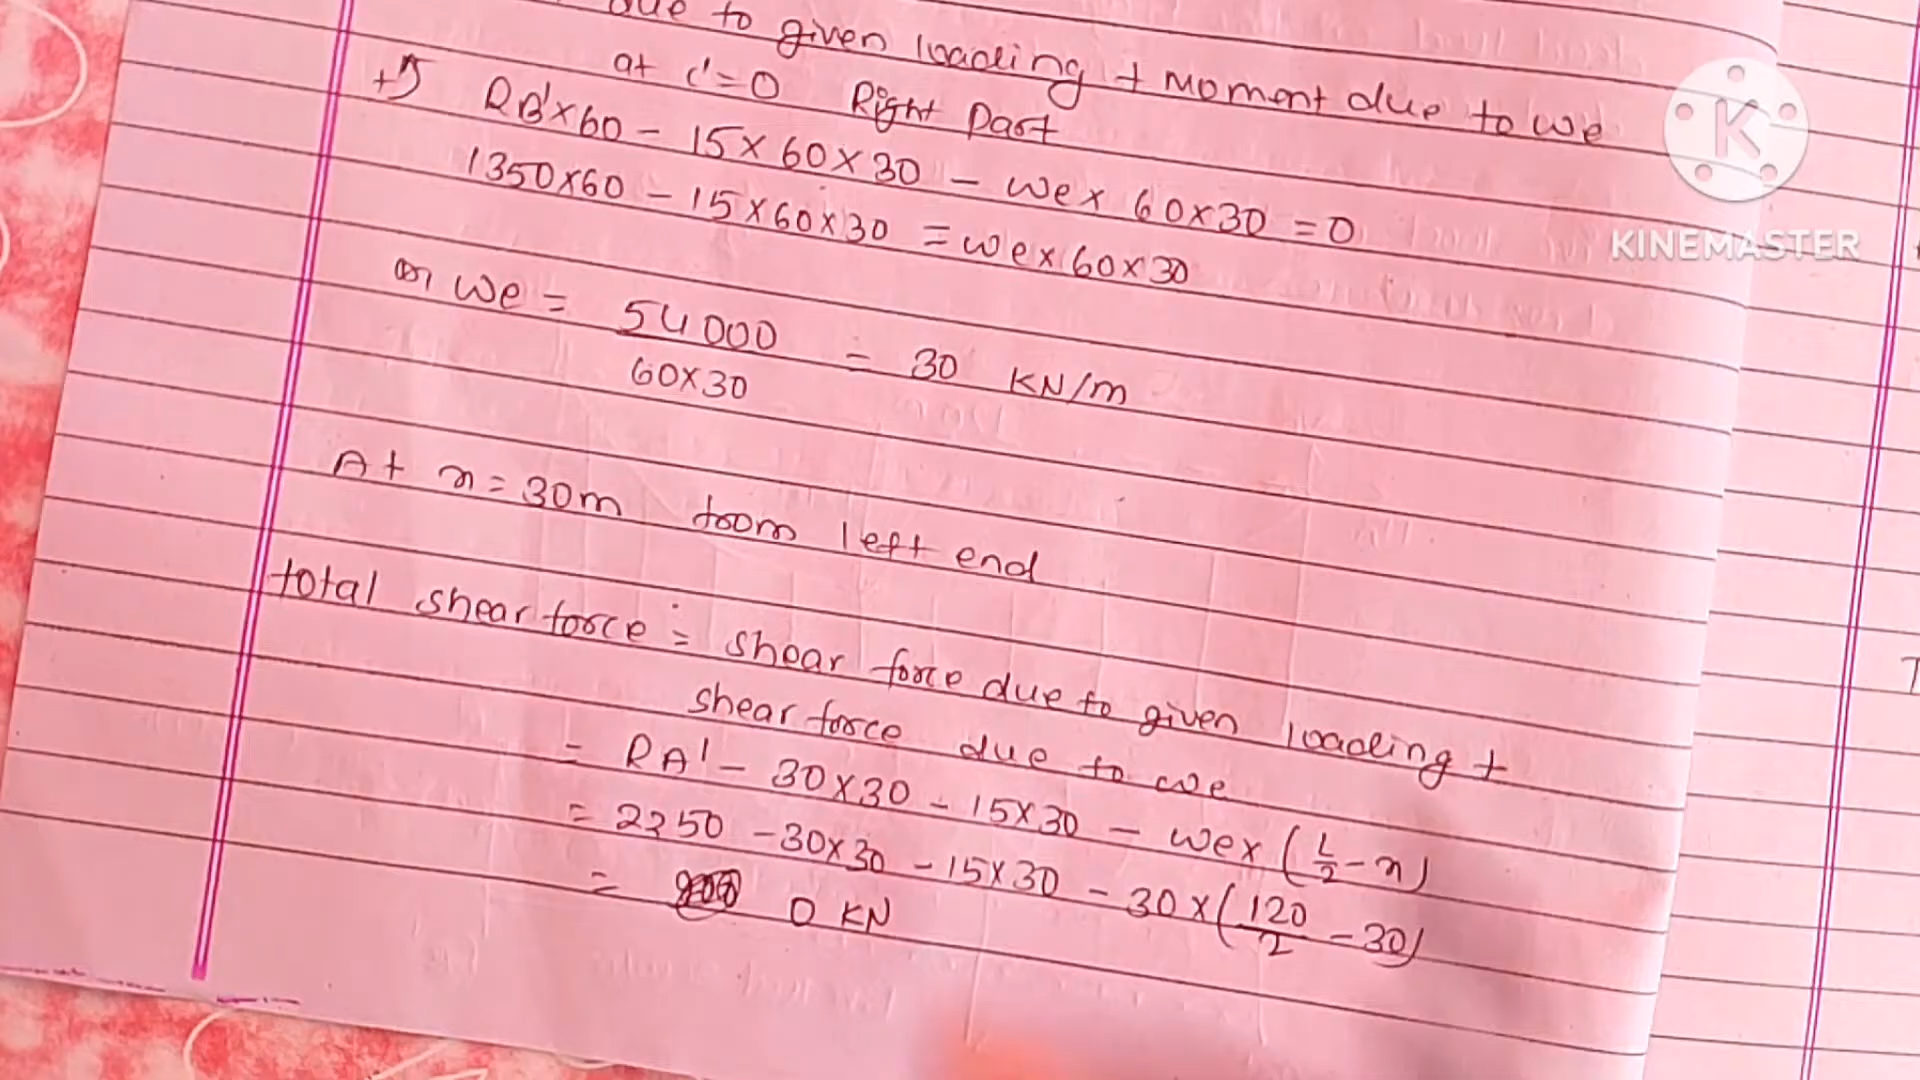 due to given loading + Moment due to we
at c' = 0 Right Part
+ RB' × 60 - 15 × 60 × 30 - we × 60 × 30 = 0
1350 × 60 - 15 × 60 × 30 = we × 60 × 30
or, we = 54000 / 60 × 30 = 30 KN/m
At x = 30m from left end
total shear force = shear force due to given loading +
shear force due to we
= RA' - 30 × 30 - 15 × 30 - we × (L/2 - x)
= 2250 - 30 × 30 - 15 × 30 - 30 × (120/2 - 30)
= 0 KN
K
KINEMASTER